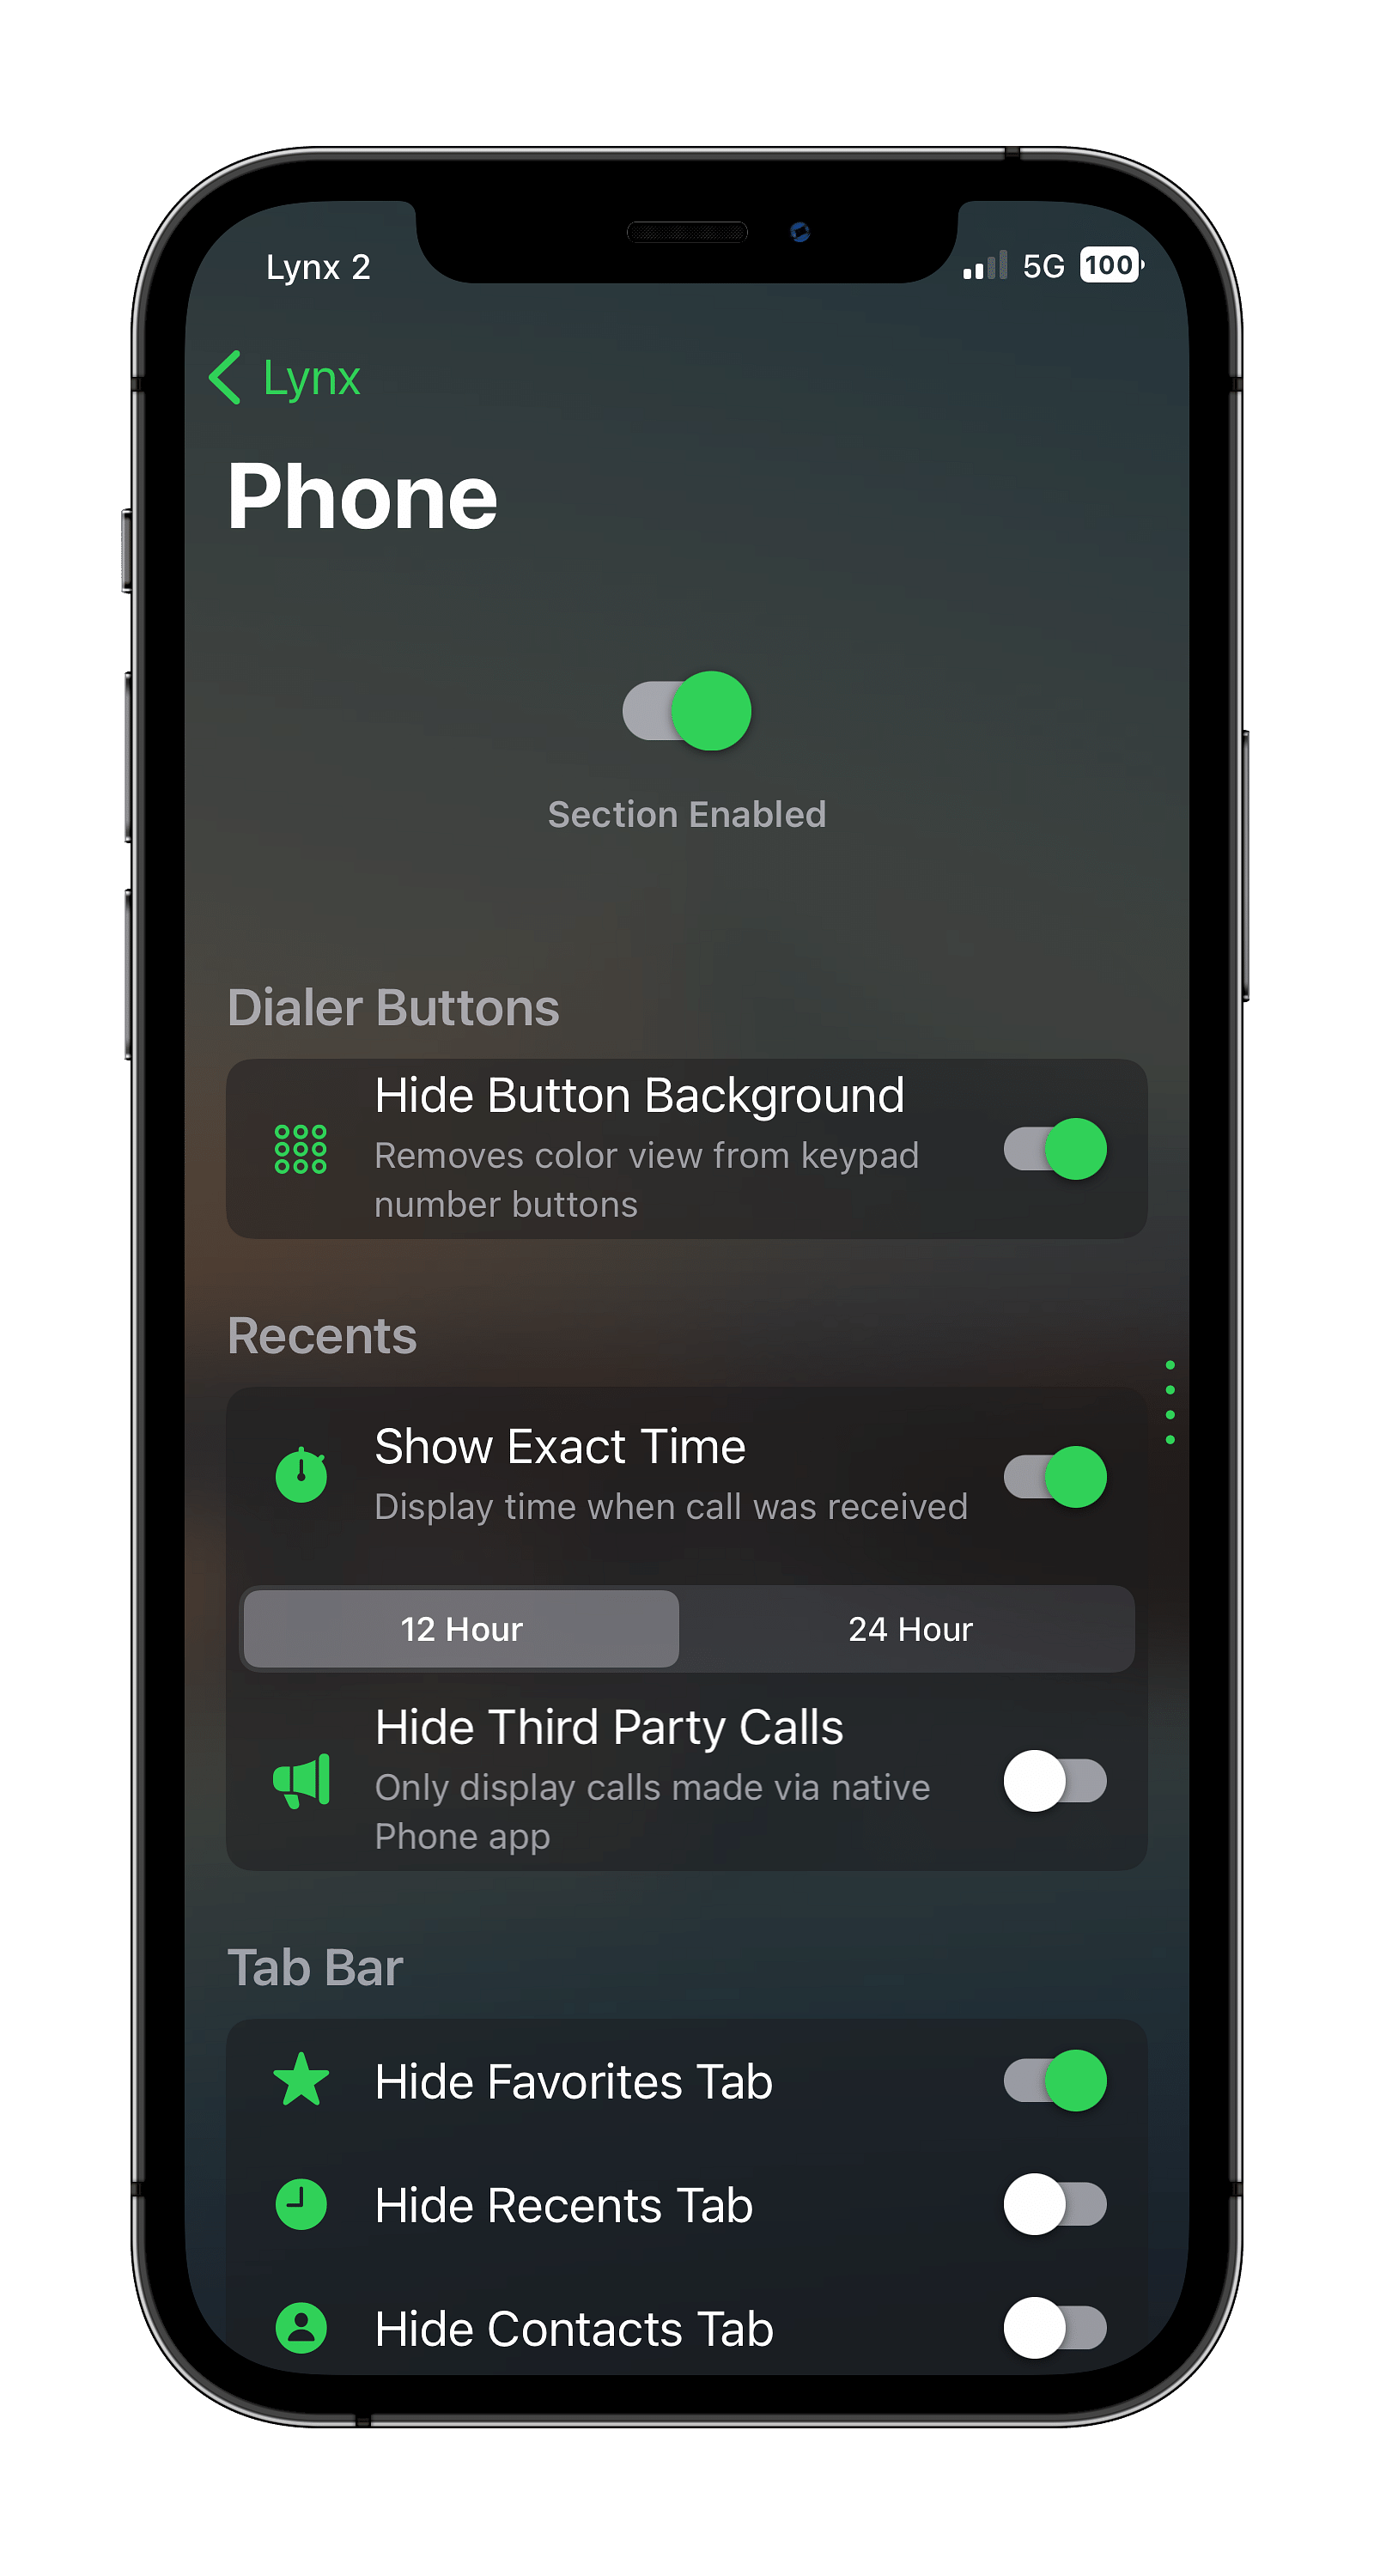 Lynx 2
5G 100
Lynx
Phone
Section Enabled
Dialer Buttons
Hide Button Background
Removes color view from keypad
number buttons
Recents
Show Exact Time
Display time when call was received
12 Hour
24 Hour
Hide Third Party Calls
Only display calls made via native
Phone app
Tab Bar
Hide Favorites Tab
Hide Recents Tab
Hide Contacts Tab